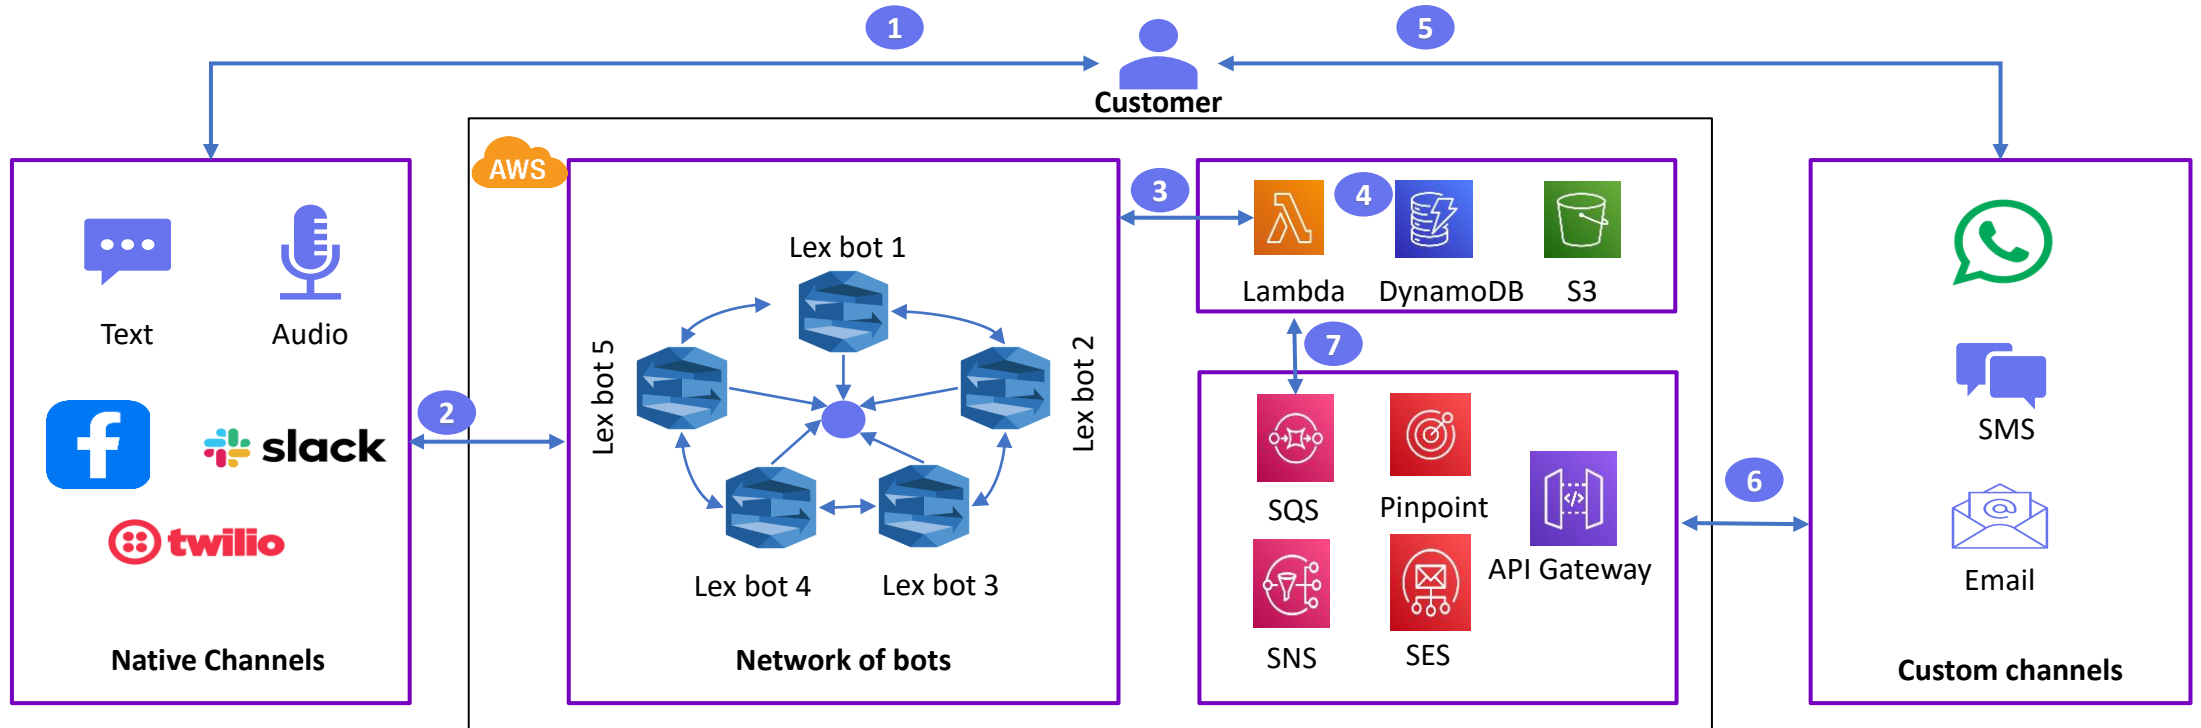 1
5
Customer
AWS
3
4
Lex bot 1
Lambda
DynamoDB
S3
Text
Audio
7
Lex bot 5
Lex bot 2
2
f
slack
SMS
6
SQS
Pinpoint
twilio
API Gateway
@
Email
Lex bot 4
Lex bot 3
SNS
SES
Native Channels
Network of bots
Custom channels